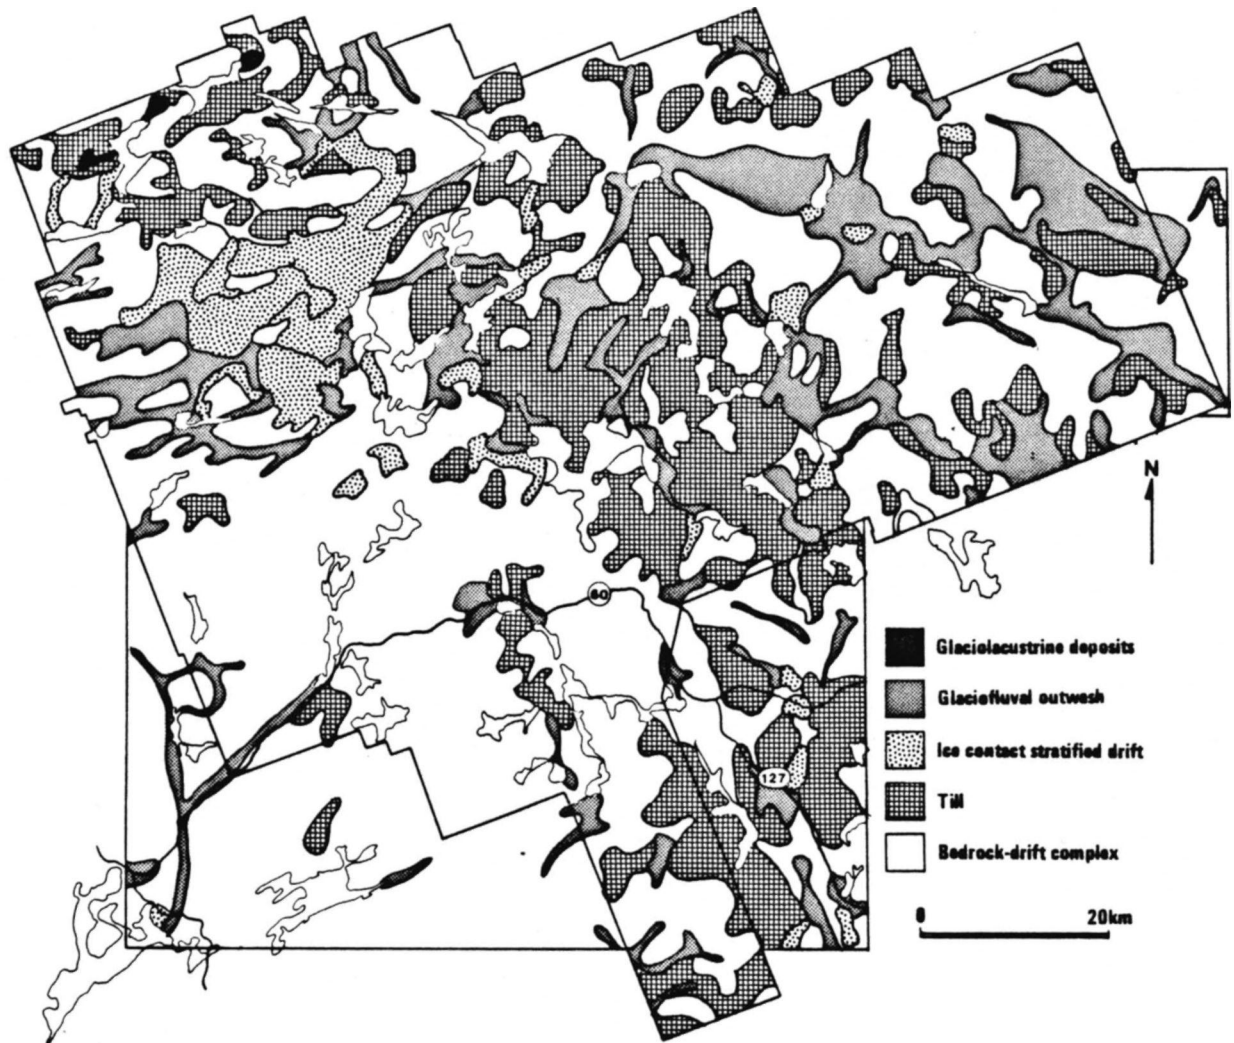 N
60
Glaciolacustrine deposits
Glaciofluval outwash
Ice contact stratified drift
127
Till
Bedrock-drift complex
0 20km